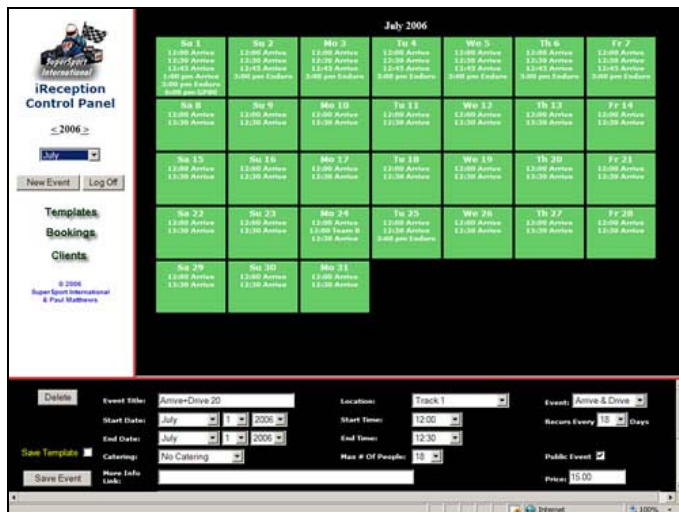 SuperSport
International
iReception
Control Panel
< 2006 >
July
New Event Log Off
Templates
Bookings
Clients
© 2006
SuperSport International
& Paul Matthews
July 2006
Sa 1 Su 2 Mo 3 Tu 4 We 5 Th 6 Fr 7
12:00 Arrive 12:00 Arrive 12:00 Arrive 12:00 Arrive 12:00 Arrive 12:00 Arrive 12:00 Arrive
12:30 Arrive 12:30 Arrive 12:30 Arrive 12:30 Arrive 12:30 Arrive 12:30 Arrive 12:30 Arrive
12:45 Arrive 12:45 Arrive 12:45 Arrive 12:45 Arrive 12:45 Arrive 12:45 Arrive 12:45 Arrive
1:00 pm Arrive 3:00 pm Enduro 3:00 pm Enduro 3:00 pm Enduro 3:00 pm Enduro 3:00 pm Enduro 3:00 pm Enduro
3:00 pm Enduro
Sa 8 Su 9 Mo 10 Tu 11 We 12 Th 13 Fr 14
12:00 Arrive 12:00 Arrive 12:00 Arrive 12:00 Arrive 12:00 Arrive 12:00 Arrive 12:00 Arrive
12:30 Arrive 12:30 Arrive 12:30 Arrive 12:30 Arrive 12:30 Arrive 12:30 Arrive 12:30 Arrive
Sa 15 Su 16 Mo 17 Tu 18 We 19 Th 20 Fr 21
12:00 Arrive 12:00 Arrive 12:00 Arrive 12:00 Arrive 12:00 Arrive 12:00 Arrive 12:00 Arrive
12:30 Arrive 12:30 Arrive 12:30 Arrive 12:30 Arrive 12:30 Arrive 12:30 Arrive 12:30 Arrive
Sa 22 Su 23 Mo 24 Tu 25 We 26 Th 27 Fr 28
12:00 Arrive 12:00 Arrive 12:00 Arrive 12:00 Arrive 12:00 Arrive 12:00 Arrive 12:00 Arrive
12:30 Arrive 12:30 Arrive 12:00 Team B 12:30 Arrive 12:30 Arrive 12:30 Arrive 12:30 Arrive
12:30 Arrive 3:00 pm Enduro
Sa 29 Su 30 Mo 31
12:00 Arrive 12:00 Arrive 12:00 Arrive
12:30 Arrive 12:30 Arrive 12:30 Arrive
Delete Event Title: Arrive+Drive 20 Location: Track 1 Event: Arrive & Drive
Start Date: July 1 2006 Start Time: 12:00 Recurs Every 18 Days
End Date: July 1 2006 End Time: 12:30
Save Template Catering: No Catering Max # Of People: 18 Public Event
Save Event More Info Link: Price: 15.00
Internet 100%